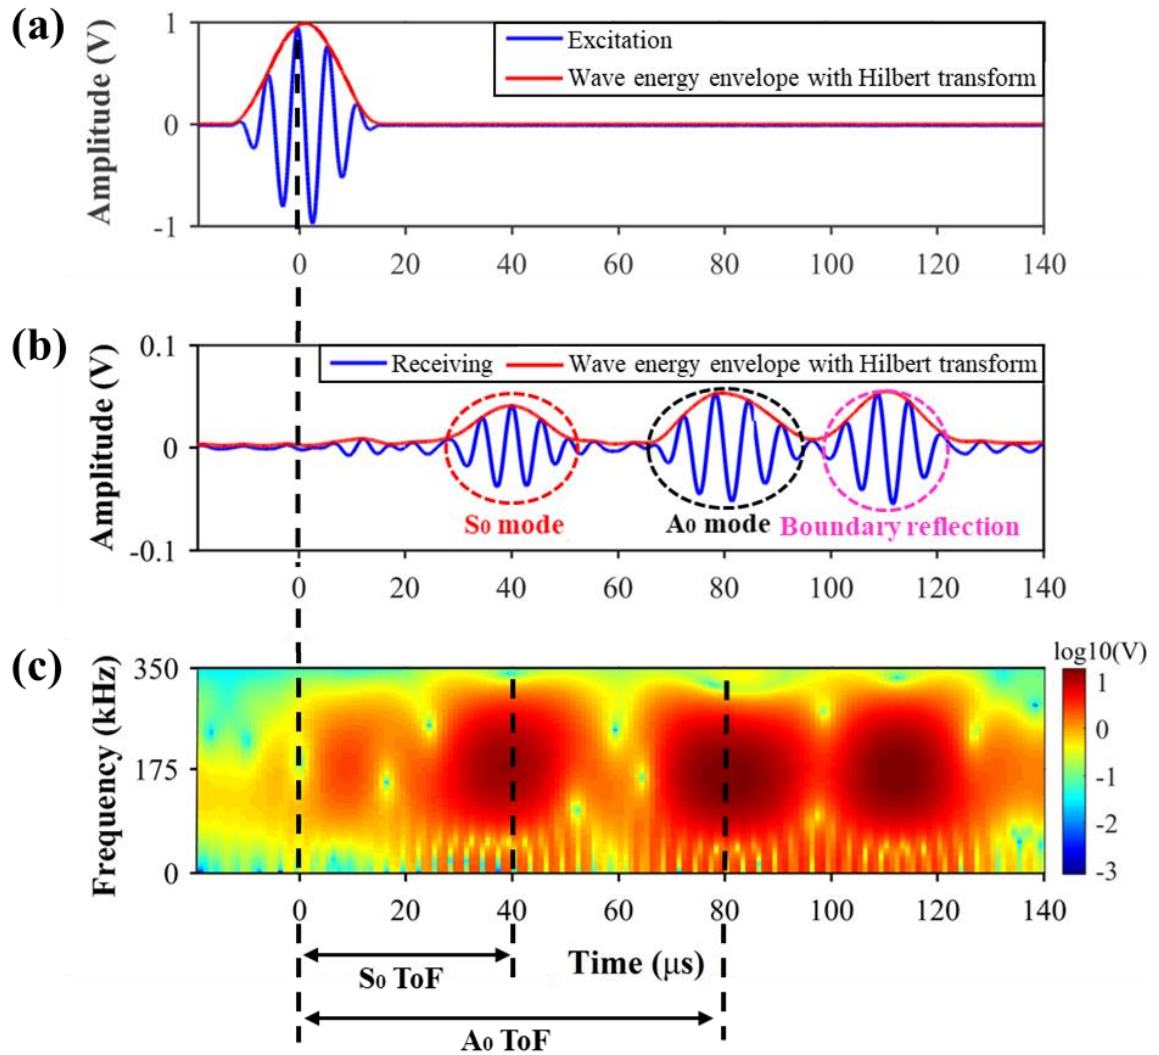 (a)
Amplitude (V)
1
0
-1
Excitation
Wave energy envelope with Hilbert transform
0 20 40 60 80 100 120 140
(b)
Amplitude (V)
0.1
0
-0.1
Receiving Wave energy envelope with Hilbert transform
S0 mode A0 mode Boundary reflection
0 20 40 60 80 100 120 140
(c)
Frequency (kHz)
350
175
0
log10(V)
1
0
-1
-2
-3
0 20 40 60 80 100 120 140
Time (μs)
S0 ToF
A0 ToF